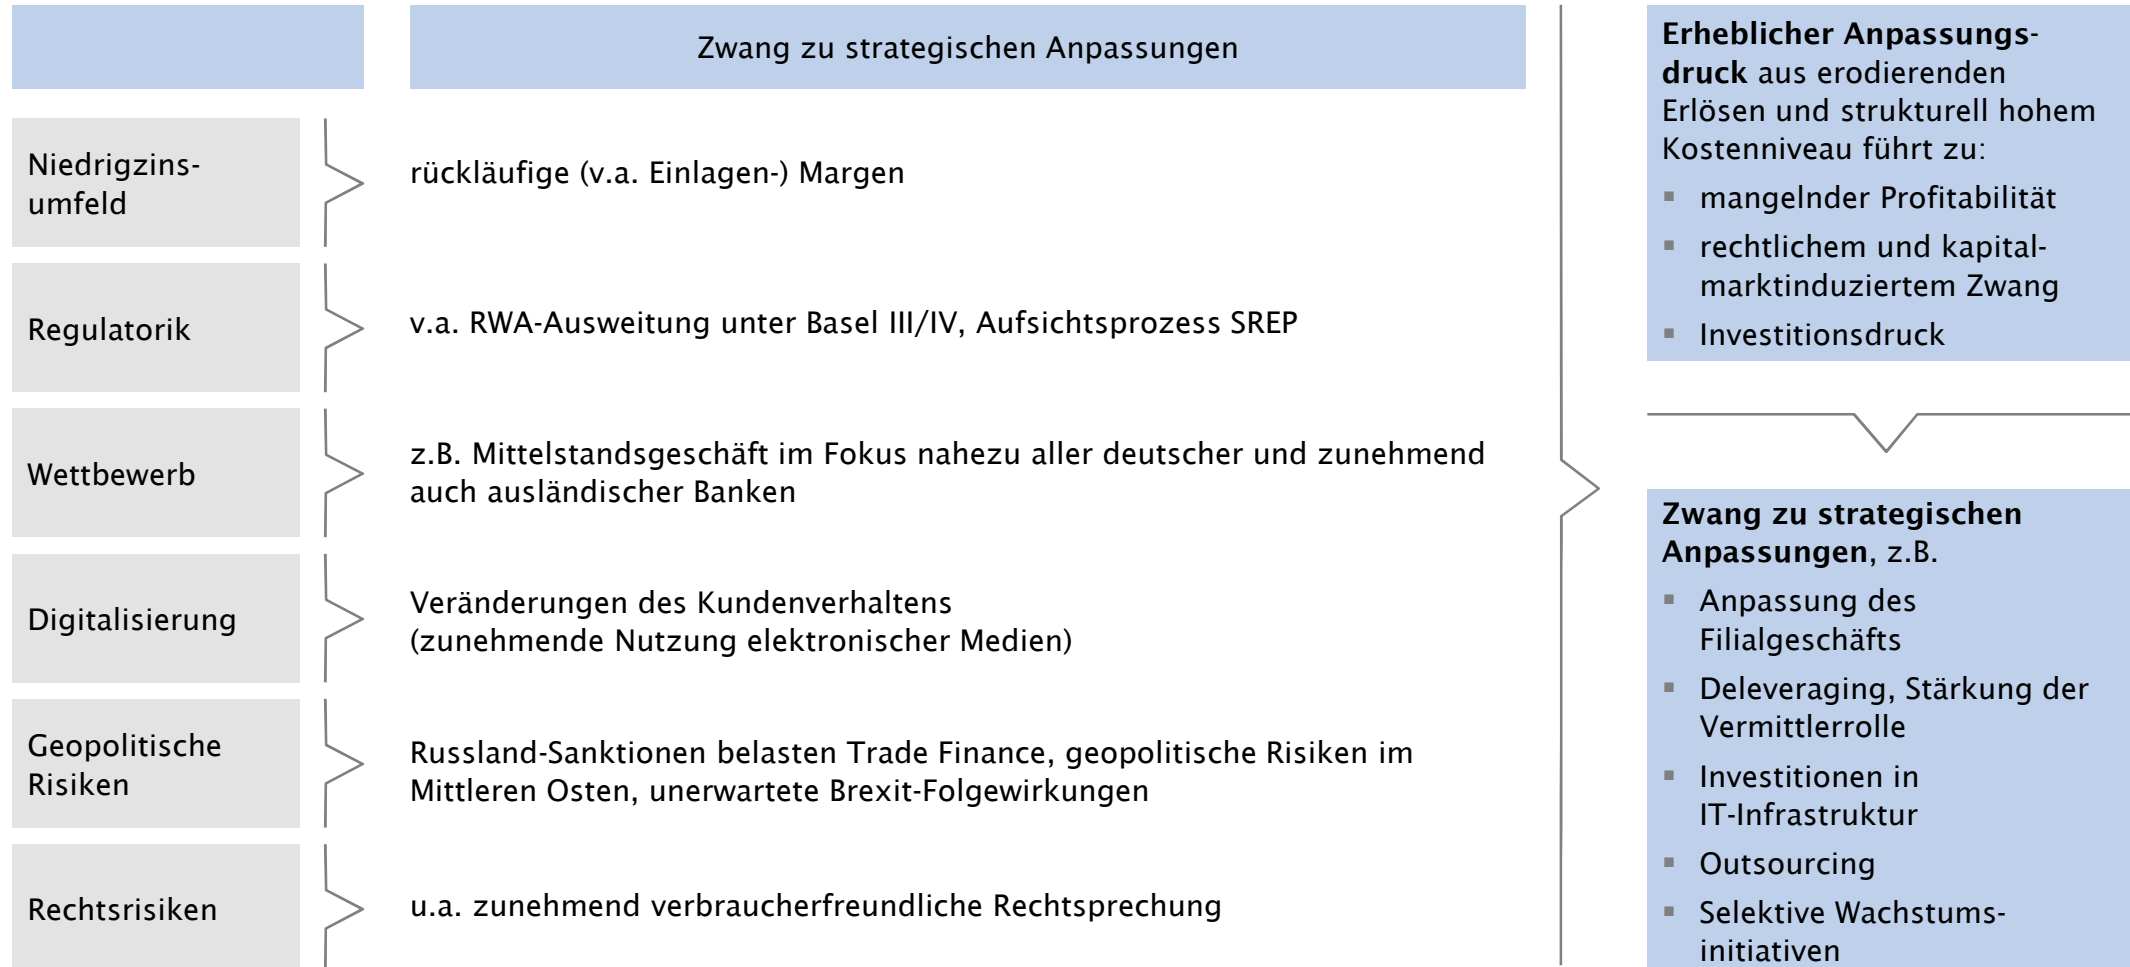 Zwang zu strategischen Anpassungen
Niedrigzins-
umfeld
rückläufige (v.a. Einlagen-) Margen
Regulatorik
v.a. RWA-Ausweitung unter Basel III/IV, Aufsichtsprozess SREP
Wettbewerb
z.B. Mittelstandsgeschäft im Fokus nahezu aller deutscher und zunehmend
auch ausländischer Banken
Digitalisierung
Veränderungen des Kundenverhaltens
(zunehmende Nutzung elektronischer Medien)
Geopolitische
Risiken
Russland-Sanktionen belasten Trade Finance, geopolitische Risiken im
Mittleren Osten, unerwartete Brexit-Folgewirkungen
Rechtsrisiken
u.a. zunehmend verbraucherfreundliche Rechtsprechung
Erheblicher Anpassungs-
druck aus erodierenden
Erlösen und strukturell hohem
Kostenniveau führt zu:
▪ mangelnder Profitabilität
▪ rechtlichem und kapital-
marktinduziertem Zwang
▪ Investitionsdruck
Zwang zu strategischen
Anpassungen, z.B.
▪ Anpassung des
Filialgeschäfts
▪ Deleveraging, Stärkung der
Vermittlerrolle
▪ Investitionen in
IT-Infrastruktur
▪ Outsourcing
▪ Selektive Wachstums-
initiativen